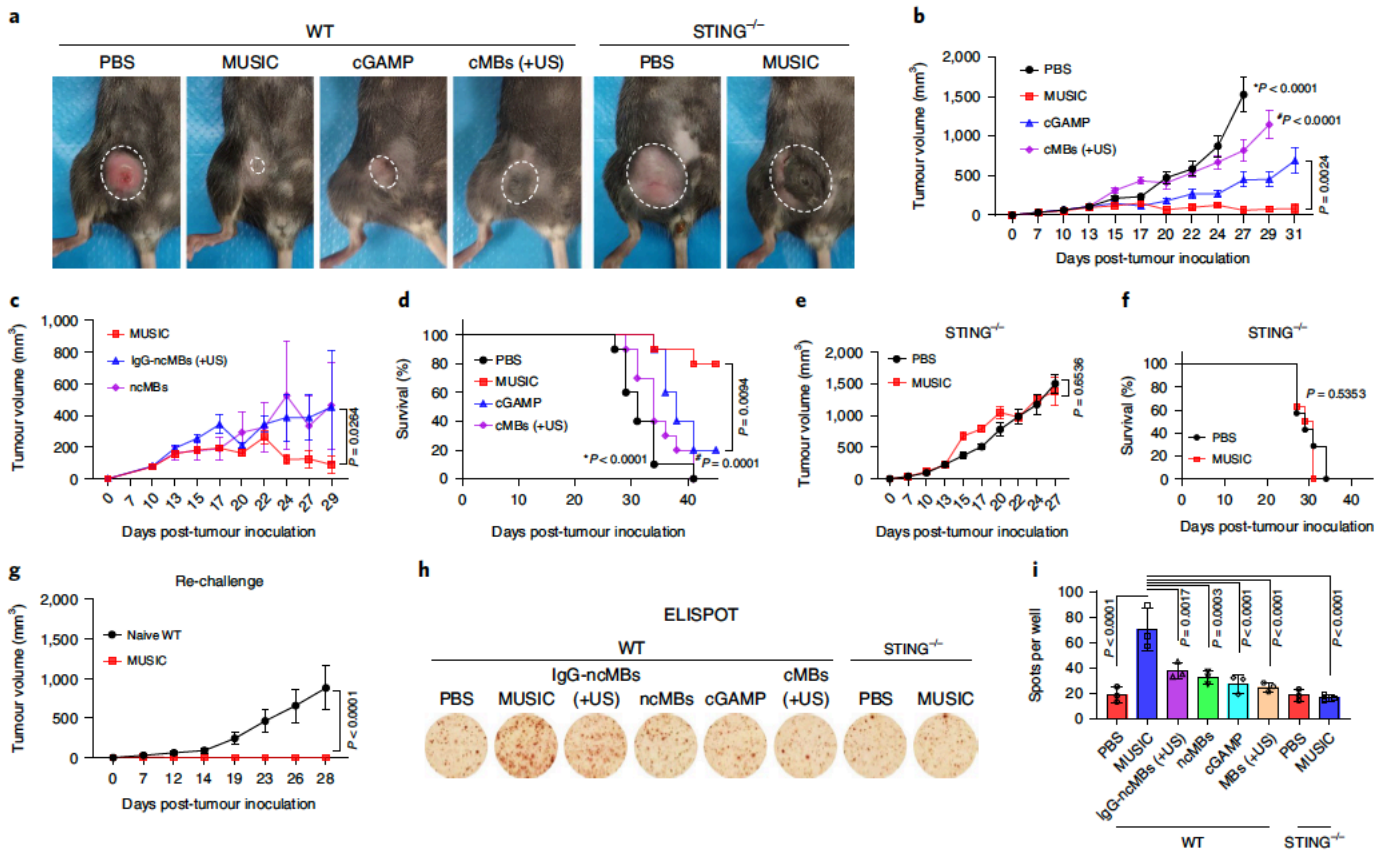 a
WT
STING−/−
PBS
MUSIC
cGAMP
cMBs (+US)
PBS
MUSIC
b
Tumour volume (mm3)
2,000
1,500
1,000
500
0
PBS
MUSIC
cGAMP
cMBs (+US)
*P < 0.0001
#P < 0.0001
P = 0.0024
0 7 10 13 15 17 20 22 24 27 29 31
Days post-tumour inoculation
c
Tumour volume (mm3)
1,000
800
600
400
200
0
MUSIC
IgG-ncMBs (+US)
ncMBs
P = 0.0264
0 7 10 13 15 17 20 22 24 27 29
Days post-tumour inoculation
d
Survival (%)
100
80
60
40
20
0
PBS
MUSIC
cGAMP
cMBs (+US)
*P < 0.0001
#P = 0.0001
P = 0.0094
0 10 20 30 40
Days post-tumour inoculation
e
STING−/−
Tumour volume (mm3)
2,000
1,500
1,000
500
0
PBS
MUSIC
P = 0.6536
0 7 10 13 15 17 20 22 24 27
Days post-tumour inoculation
f
STING−/−
Survival (%)
100
80
60
40
20
0
P = 0.5353
PBS
MUSIC
0 10 20 30 40
Days post-tumour inoculation
g
Re-challenge
Tumour volume (mm3)
2,000
1,500
1,000
500
0
Naive WT
MUSIC
P < 0.0001
0 7 12 14 19 23 26 28
Days post-tumour inoculation
h
ELISPOT
WT
STING−/−
PBS
MUSIC
IgG-ncMBs
(+US)
ncMBs
cGAMP
cMBs
(+US)
PBS
MUSIC
i
Spots per well
100
80
60
40
20
0
P < 0.0001
P = 0.0017
P = 0.0003
P < 0.0001
P < 0.0001
P < 0.0001
PBS
MUSIC
IgG-ncMBs (+US)
ncMBs
cGAMP
MBs (+US)
PBS
MUSIC
WT
STING−/−